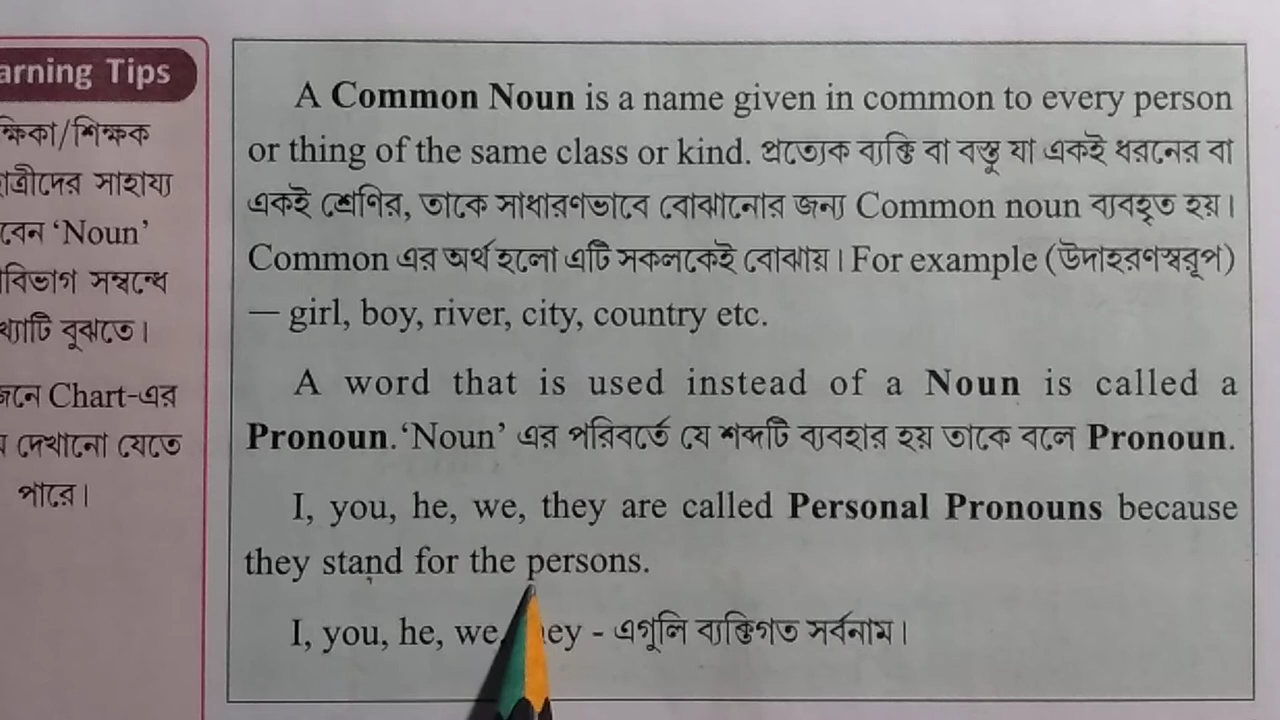 arning Tips
ক্ষিকা/শিক্ষক
ত্রীদের সাহায্য
বেন ‘Noun’
বিভাগ সম্বন্ধে
খ্যাটি বুঝতে।
জনে Chart-এর
দেখানো যেতে
পারে।
A Common Noun is a name given in common to every person
or thing of the same class or kind. প্রত্যেক ব্যক্তি বা বস্তু যা একই ধরনের বা
একই শ্রেণির, তাকে সাধারণভাবে বোঝানোর জন্য Common noun ব্যবহৃত হয়।
Common এর অর্থ হলো এটি সকলকেই বোঝায়। For example (উদাহরণস্বরূপ)
— girl, boy, river, city, country etc.
A word that is used instead of a Noun is called a
Pronoun.‘Noun’ এর পরিবর্তে যে শব্দটি ব্যবহার হয় তাকে বলে Pronoun.
I, you, he, we, they are called Personal Pronouns because
they stand for the persons.
I, you, he, we, hey - এগুলি ব্যক্তিগত সর্বনাম।